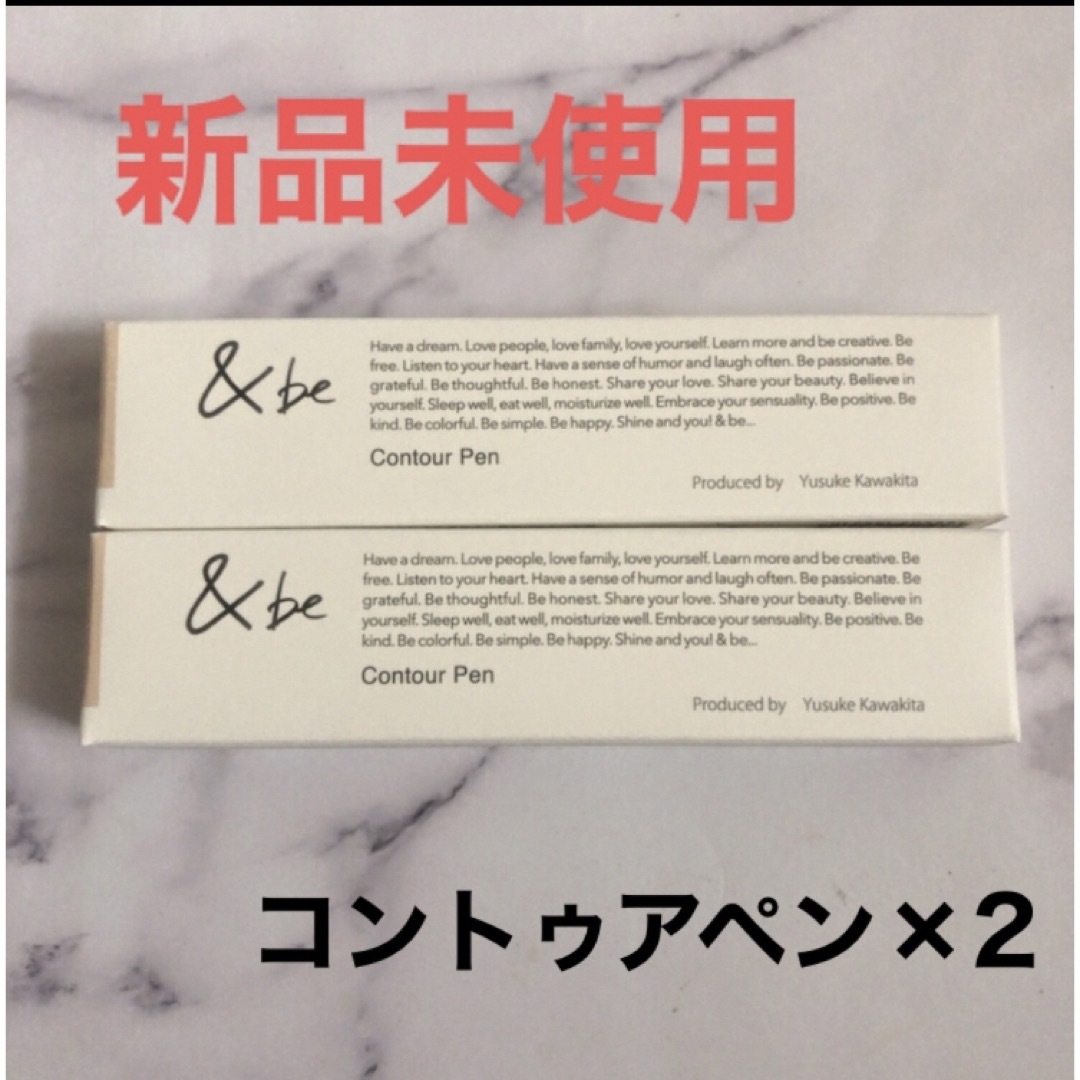 新品未使用
&be
Have a dream. Love people, love family, love yourself. Learn more and be creative. Be
free. Listen to your heart. Have a sense of humor and laugh often. Be passionate. Be
grateful. Be thoughtful. Be honest. Share your love. Share your beauty. Believe in
yourself. Sleep well, eat well, moisturize well. Embrace your sensuality. Be positive. Be
kind. Be colorful. Be simple. Be happy. Shine and you! & be...
Contour Pen
Produced by Yusuke Kawakita
&be
Have a dream. Love people, love family, love yourself. Learn more and be creative. Be
free. Listen to your heart. Have a sense of humor and laugh often. Be passionate. Be
grateful. Be thoughtful. Be honest. Share your love. Share your beauty. Believe in
yourself. Sleep well, eat well, moisturize well. Embrace your sensuality. Be positive. Be
kind. Be colorful. Be simple. Be happy. Shine and you! & be...
Contour Pen
Produced by Yusuke Kawakita
コントゥアペン×2